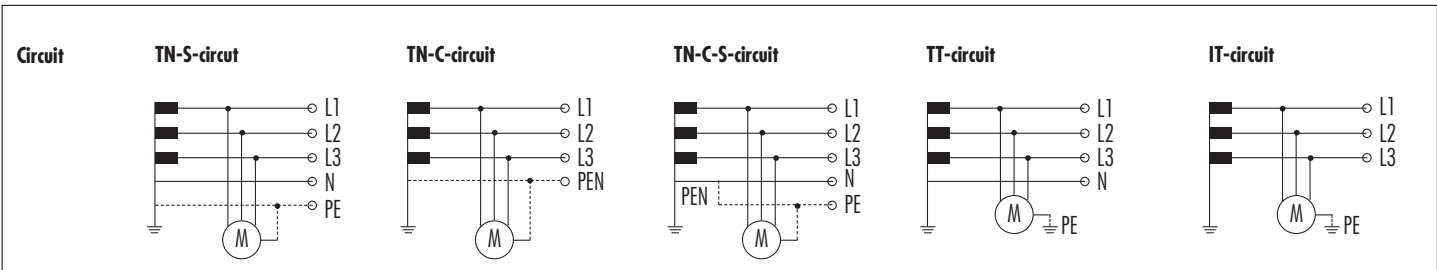 Circuit TN-S-circut TN-C-circuit TN-C-S-circuit TT-circuit IT-circuit
L1 L1 L1 L1 L1
L2 L2 L2 L2 L2
L3 L3 L3 L3 L3
N PEN N N
PEN
PE PE
M M M M PE M PE